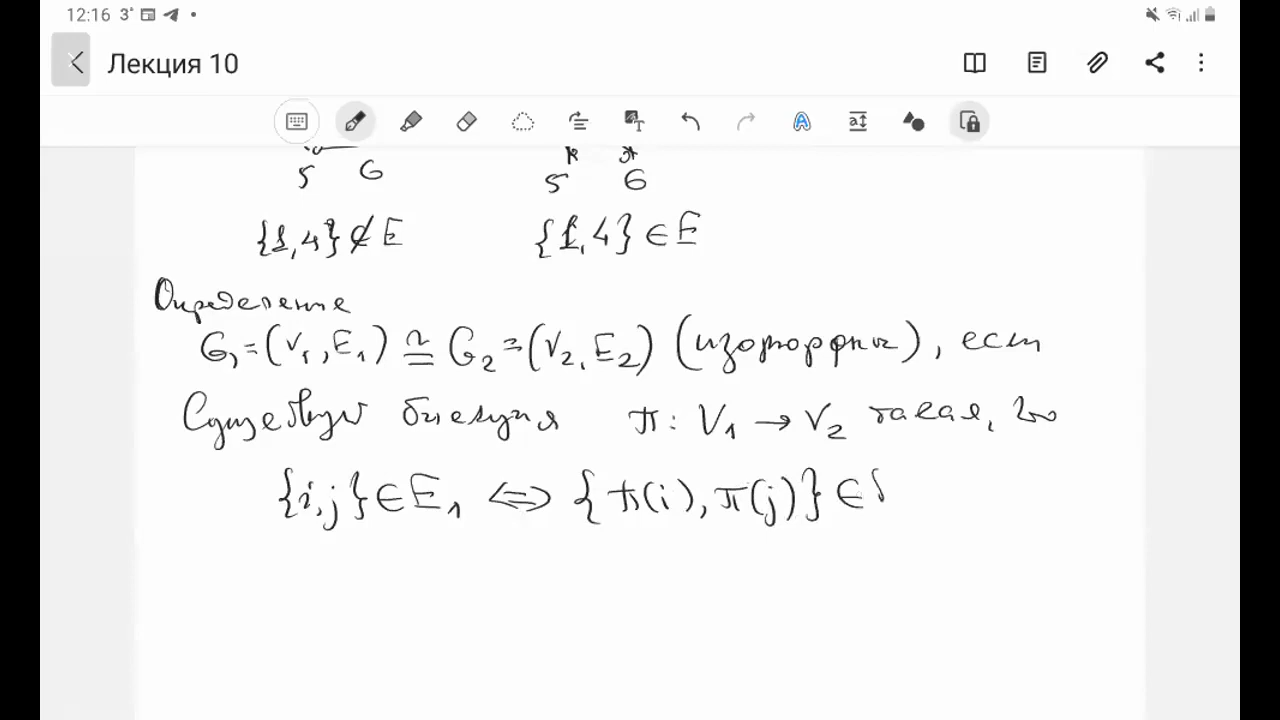 12:16 3°
Лекция 10
5 6 5 6
{1,4} ∉ E {1,4} ∈ E
Определение
G₁=(V₁,E₁) ≅ G₂=(V₂,E₂) (изоморфны), если
Существует биекция π: V₁ → V₂ такая, что
{i,j} ∈ E₁ ⇔ {π(i), π(j)} ∈